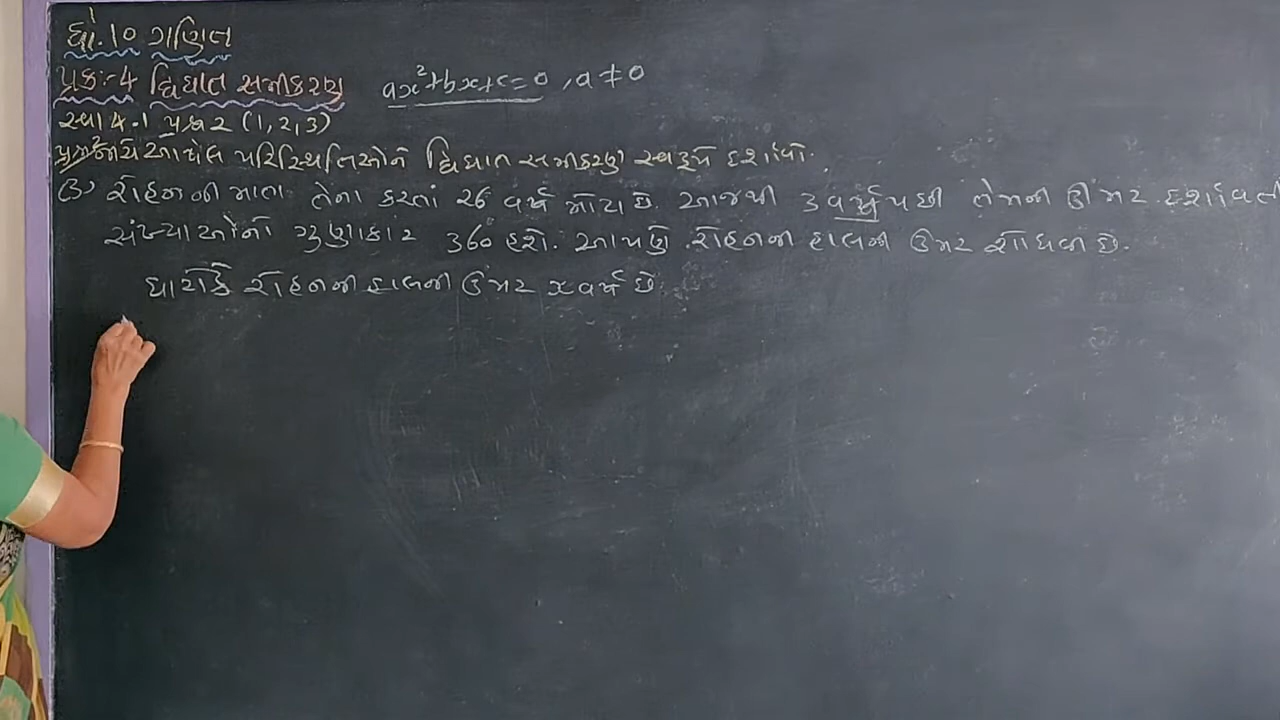 ધો.10 ગણિત
પ્રક:-4 દ્વિઘાત સમીકરણ ax²+bx+c=0, a≠0
સ્વા 4.1 પ્રશ્ન 2 (1,2,3)
પ્રશ્ન2 નીચે આપેલ પરિસ્થિતિઓને દ્વિઘાત સમીકરણ સ્વરૂપે દર્શાવો.
(3) રોહનની માતા તેના કરતાં 26 વર્ષ મોટા છે. આજથી 3 વર્ષ પછી તેમની ઉંમર દર્શાવતી
સંખ્યાઓનો ગુણાકાર 360 હશે. આપણે રોહનની હાલની ઉંમર શોધવી છે.
ધારોકે રોહનની હાલની ઉંમર x વર્ષ છે.